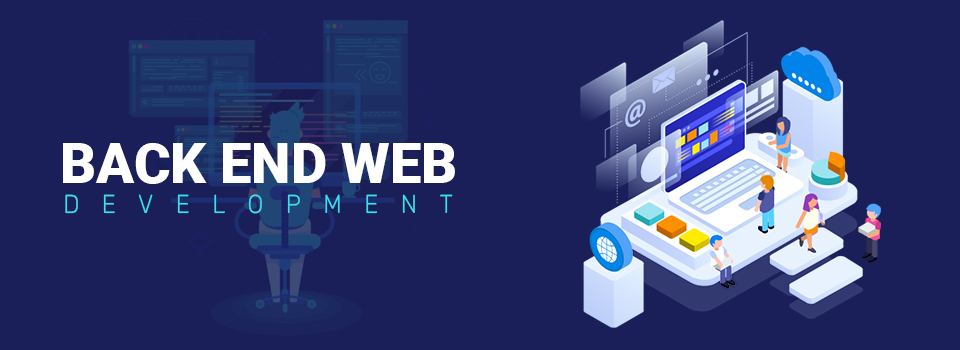 BACK END WEB
DEVELOPMENT
@